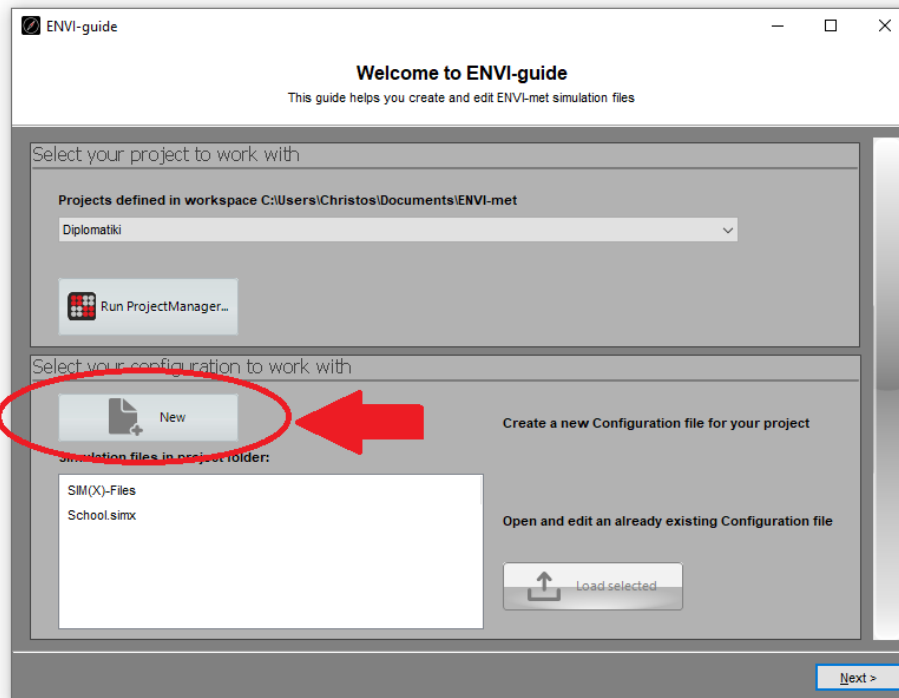 ENVI-guide
Welcome to ENVI-guide
This guide helps you create and edit ENVI-met simulation files
Select your project to work with
Projects defined in workspace C:\Users\Christos\Documents\ENVI-met
Diplomatiki
Run ProjectManager...
Select your configuration to work with
New
Create a new Configuration file for your project
Simulation files in project folder:
SIM(X)-Files
School.simx
Open and edit an already existing Configuration file
Load selected
Next >